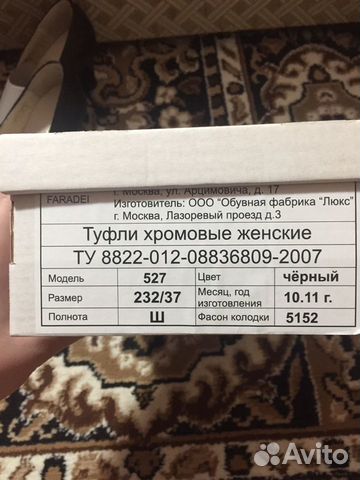 г. Москва, ул. Арцимовича, д. 17
FARADEI
Изготовитель: ООО "Обувная фабрика "Люкс"
г. Москва, Лазоревый проезд д.3
Туфли хромовые женские
ТУ 8822-012-08836809-2007
Модель 527 Цвет чёрный
Размер 232/37 Месяц, год изготовления 10.11 г.
Полнота Ш Фасон колодки 5152
Avito